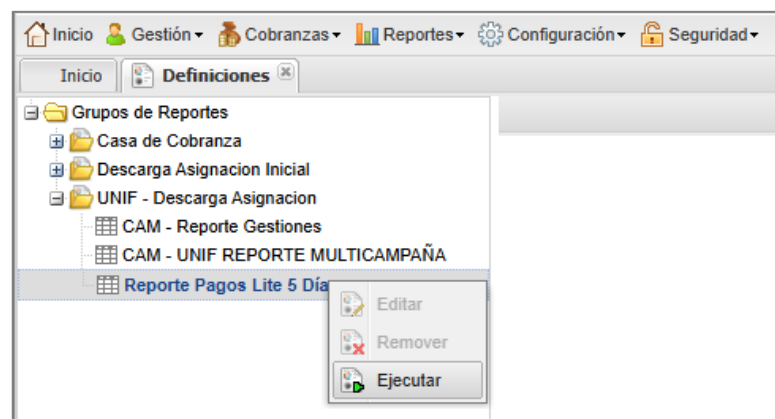 Inicio Gestión Cobranzas Reportes Configuración Seguridad
Inicio Definiciones
Grupos de Reportes
Casa de Cobranza
Descarga Asignacion Inicial
UNIF - Descarga Asignacion
CAM - Reporte Gestiones
CAM - UNIF REPORTE MULTICAMPAÑA
Reporte Pagos Lite 5 Día
Editar
Remover
Ejecutar